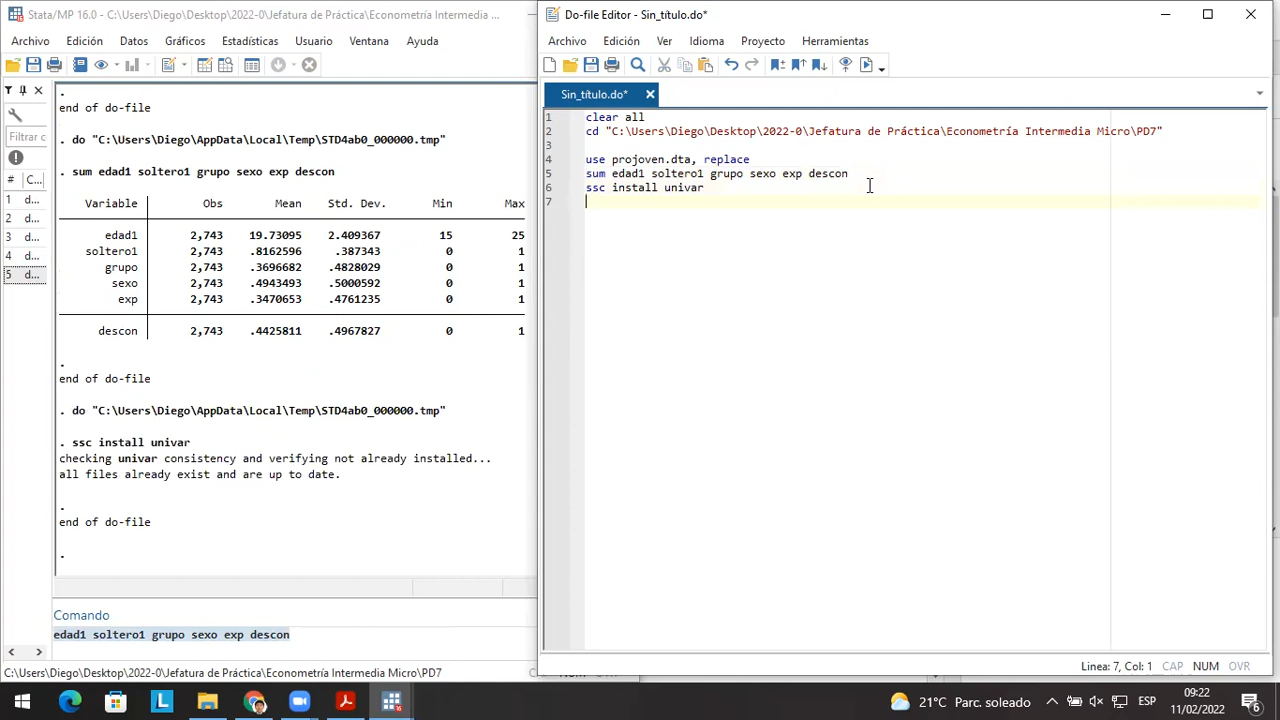 Stata/MP 16.0 - C:\Users\Diego\Desktop\2022-0\Jefatura de Práctica\Econometría Intermedia ...
Archivo Edición Datos Gráficos Estadísticas Usuario Ventana Ayuda
Filtrar c
# C...
1 d...
2 d...
3 d...
4 d...
5 d...
.
end of do-file
. do "C:\Users\Diego\AppData\Local\Temp\STD4ab0_000000.tmp"
. sum edad1 soltero1 grupo sexo exp descon
Variable Obs Mean Std. Dev. Min Max
edad1 2,743 19.73095 2.409367 15 25
soltero1 2,743 .8162596 .387343 0 1
grupo 2,743 .3696682 .4828029 0 1
sexo 2,743 .4943493 .5000592 0 1
exp 2,743 .3470653 .4761235 0 1
descon 2,743 .4425811 .4967827 0 1
.
end of do-file
. do "C:\Users\Diego\AppData\Local\Temp\STD4ab0_000000.tmp"
. ssc install univar
checking univar consistency and verifying not already installed...
all files already exist and are up to date.
.
end of do-file
.
Comando
edad1 soltero1 grupo sexo exp descon
C:\Users\Diego\Desktop\2022-0\Jefatura de Práctica\Econometría Intermedia Micro\PD7
Do-file Editor - Sin_título.do*
Archivo Edición Ver Idioma Proyecto Herramientas
Sin_título.do*
1 clear all
2 cd "C:\Users\Diego\Desktop\2022-0\Jefatura de Práctica\Econometría Intermedia Micro\PD7"
3
4 use projoven.dta, replace
5 sum edad1 soltero1 grupo sexo exp descon
6 ssc install univar
7
Linea: 7, Col: 1 CAP NUM OVR
21°C Parc. soleado
ESP
09:22
11/02/2022
6